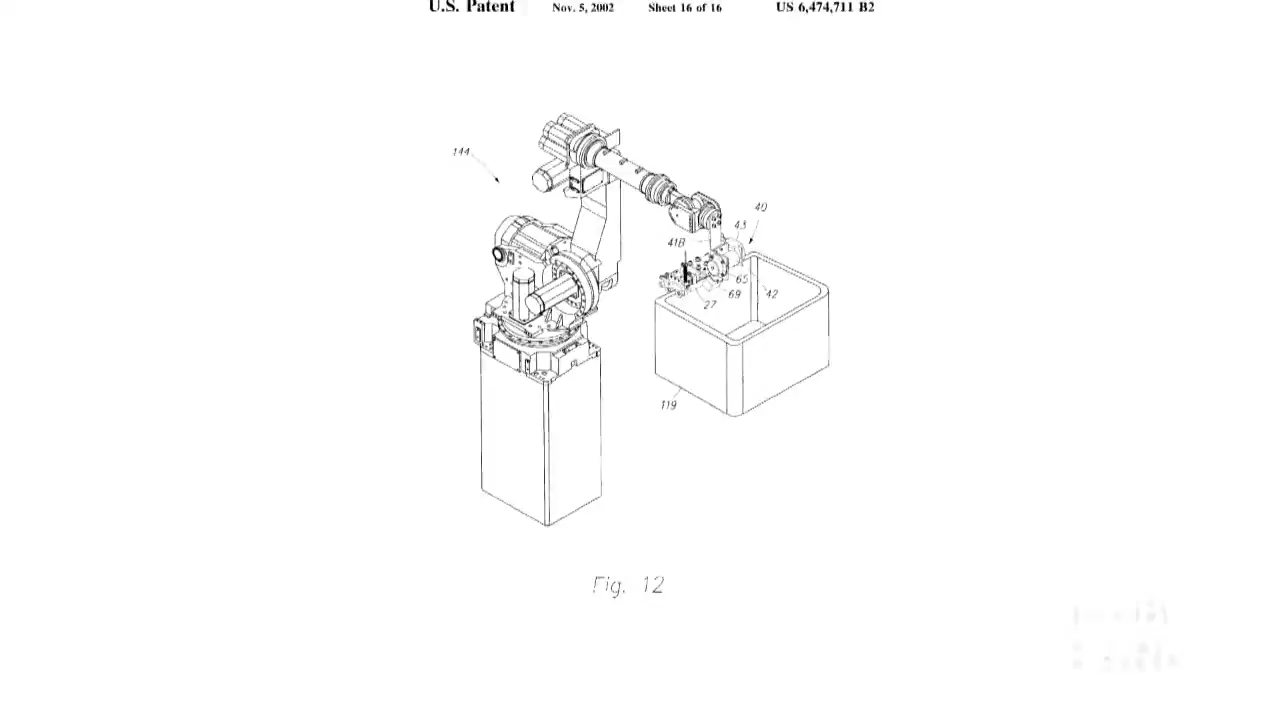 U.S. Patent Nov. 5, 2002 Sheet 16 of 16 US 6,474,711 B2
144
40
43
41B
65
69
42
27
119
Fig. 12